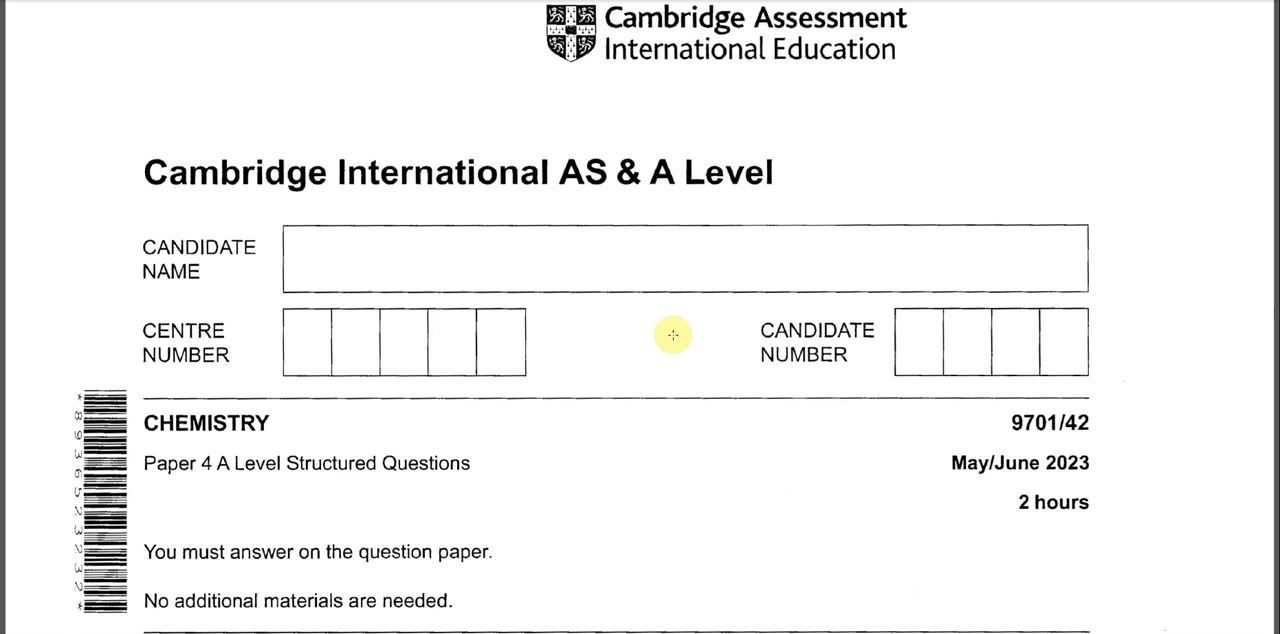 Cambridge Assessment
International Education
Cambridge International AS & A Level
CANDIDATE
NAME
CENTRE
NUMBER
CANDIDATE
NUMBER
CHEMISTRY
9701/42
Paper 4 A Level Structured Questions
May/June 2023
2 hours
You must answer on the question paper.
No additional materials are needed.
*8936523232*